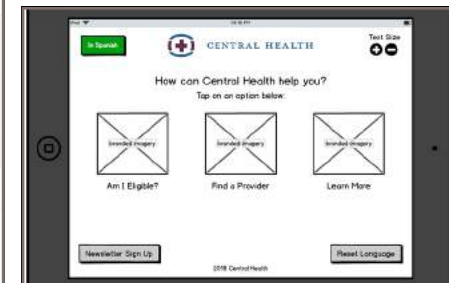 In Spanish
CENTRAL HEALTH
Text Size
How can Central Health help you?
Tap on an option below:
branded imagery
branded imagery
branded imagery
Am I Eligible?
Find a Provider
Learn More
Newsletter Sign Up
Reset Language
2018 Central Health